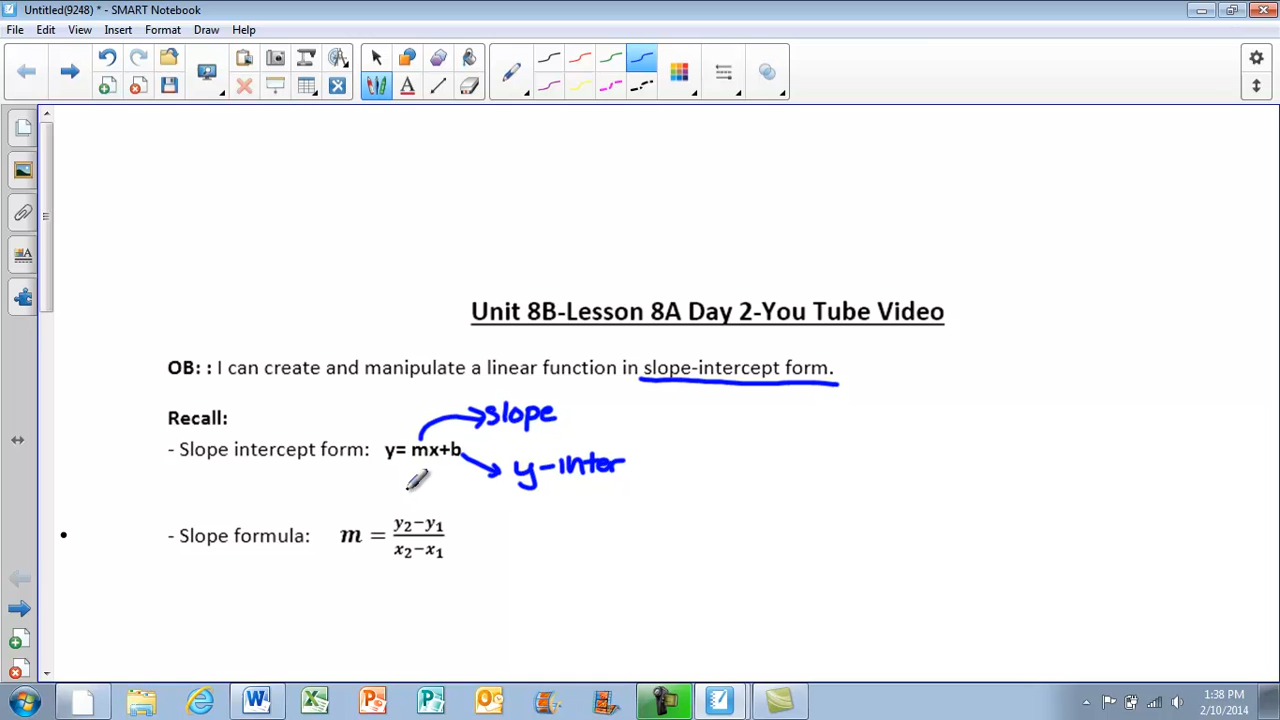 Untitled(9248) * - SMART Notebook
File Edit View Insert Format Draw Help
Unit 8B-Lesson 8A Day 2-You Tube Video
OB: : I can create and manipulate a linear function in slope-intercept form.
Recall:
slope
- Slope intercept form: y= mx+b
y-inter
- Slope formula: m = y₂−y₁ / x₂−x₁
1:38 PM
2/10/2014